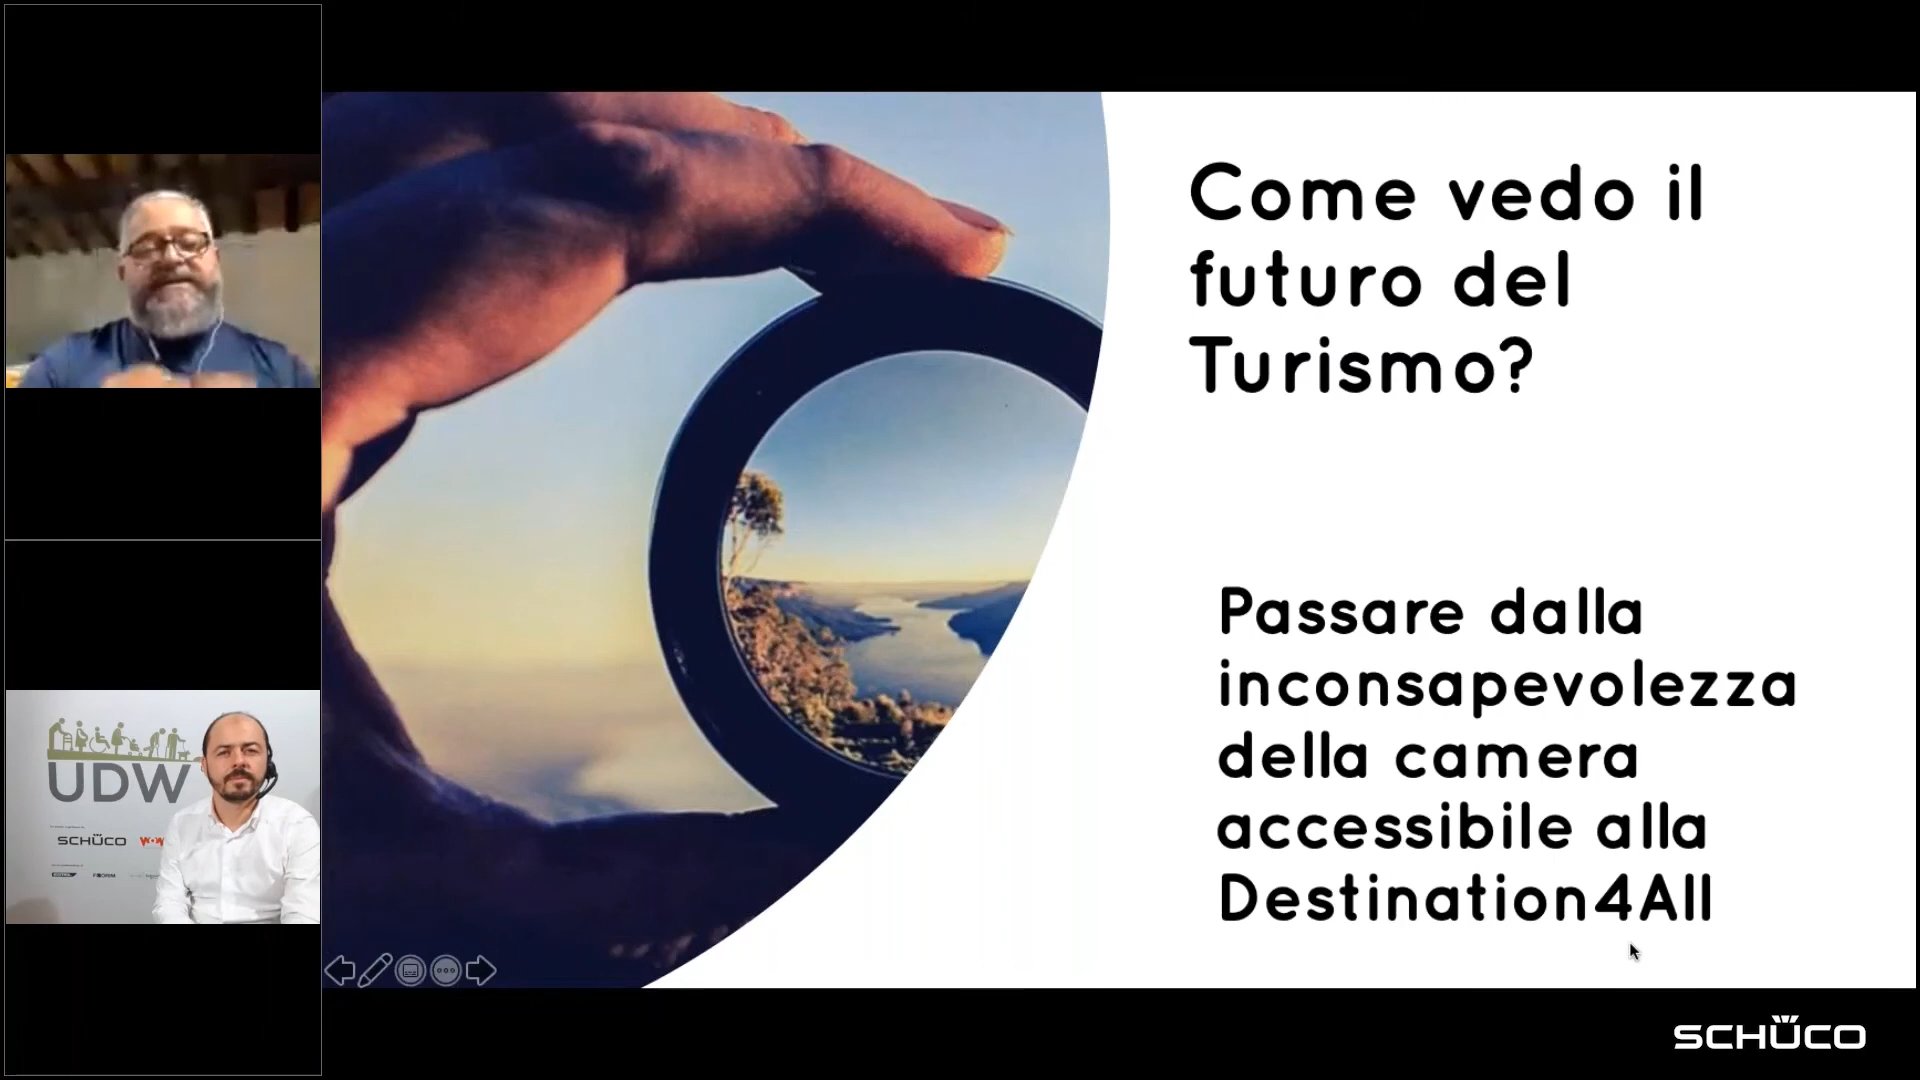 Come vedo il
futuro del
Turismo?
Passare dalla
inconsapevolezza
della camera
accessibile alla
Destination4All
UDW
SCHÜCO
SCHÜCO